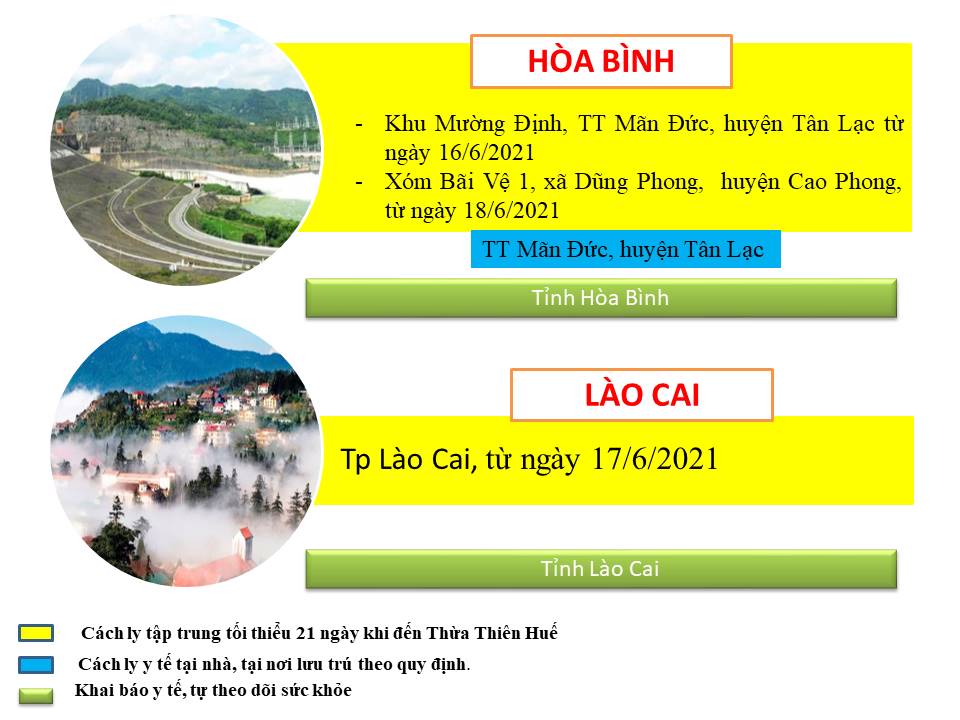 HÒA BÌNH
- Khu Mường Định, TT Mãn Đức, huyện Tân Lạc từ
ngày 16/6/2021
- Xóm Bãi Vệ 1, xã Dũng Phong, huyện Cao Phong,
từ ngày 18/6/2021
TT Mãn Đức, huyện Tân Lạc
Tỉnh Hòa Bình
LÀO CAI
Tp Lào Cai, từ ngày 17/6/2021
Tỉnh Lào Cai
Cách ly tập trung tối thiểu 21 ngày khi đến Thừa Thiên Huế
Cách ly y tế tại nhà, tại nơi lưu trú theo quy định.
Khai báo y tế, tự theo dõi sức khỏe